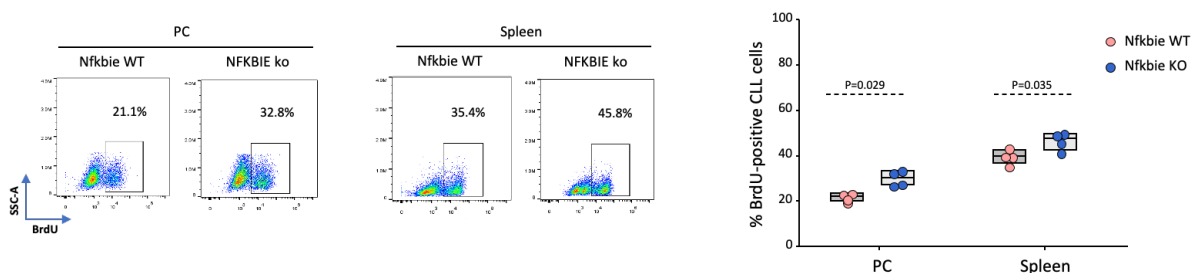 PC
Nfkbie WT
NFKBIE ko
21.1%
32.8%
SSC-A
BrdU
Spleen
Nfkbie WT
NFKBIE ko
35.4%
45.8%
% BrdU-positive CLL cells
100
80
60
40
20
0
P=0.029
P=0.035
PC
Spleen
Nfkbie WT
Nfkbie KO